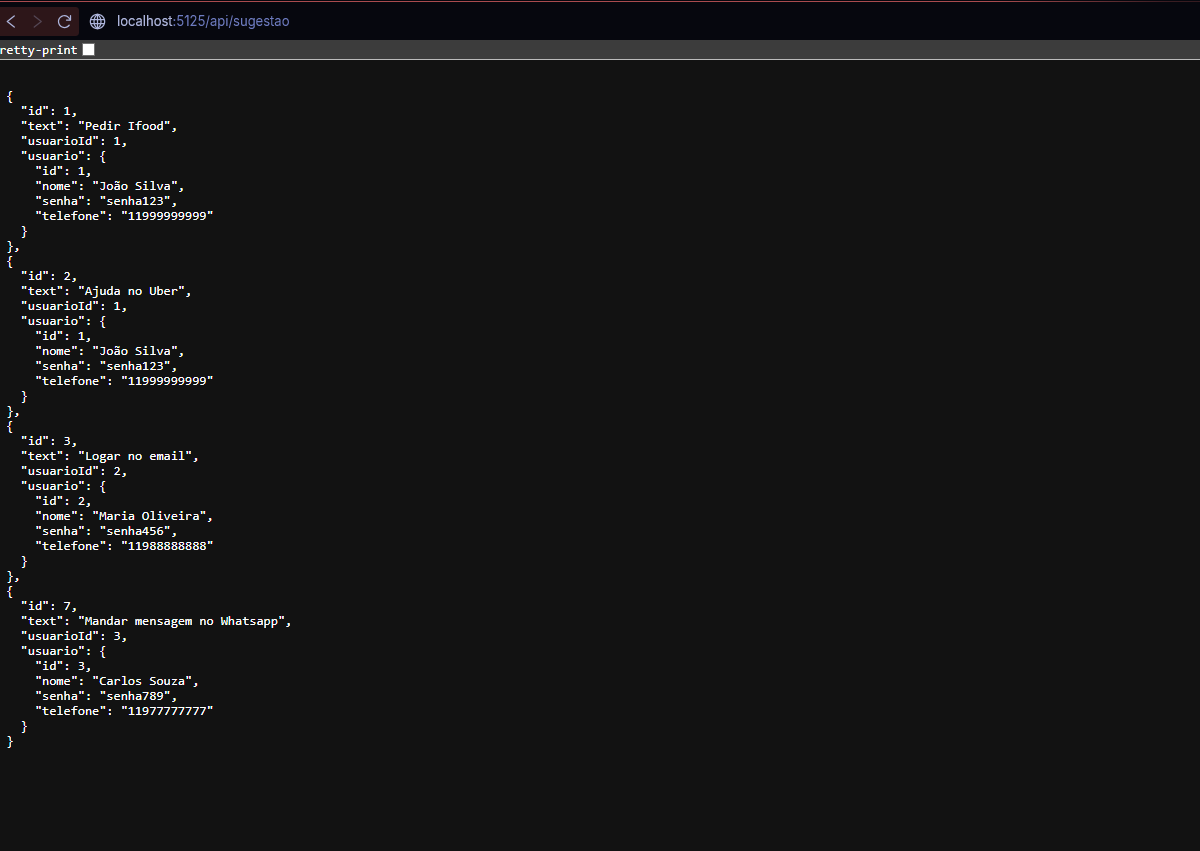 localhost:5125/api/sugestao
retty-print
{
  "id": 1,
  "text": "Pedir Ifood",
  "usuarioId": 1,
  "usuario": {
    "id": 1,
    "nome": "João Silva",
    "senha": "senha123",
    "telefone": "11999999999"
  }
},
{
  "id": 2,
  "text": "Ajuda no Uber",
  "usuarioId": 1,
  "usuario": {
    "id": 1,
    "nome": "João Silva",
    "senha": "senha123",
    "telefone": "11999999999"
  }
},
{
  "id": 3,
  "text": "Logar no email",
  "usuarioId": 2,
  "usuario": {
    "id": 2,
    "nome": "Maria Oliveira",
    "senha": "senha456",
    "telefone": "11988888888"
  }
},
{
  "id": 7,
  "text": "Mandar mensagem no Whatsapp",
  "usuarioId": 3,
  "usuario": {
    "id": 3,
    "nome": "Carlos Souza",
    "senha": "senha789",
    "telefone": "11977777777"
  }
}